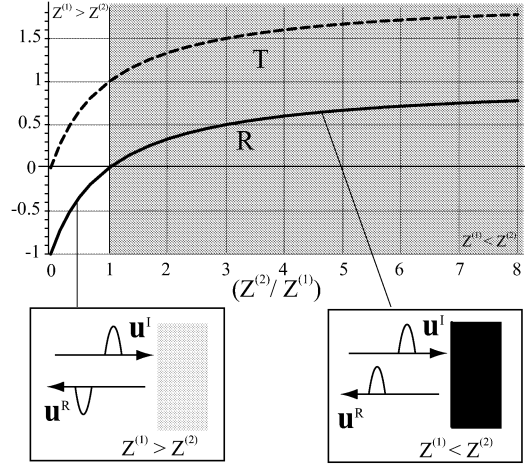 Z⁽¹⁾ > Z⁽²⁾
1.5
1
0.5
0
-0.5
-1
T
R
Z⁽¹⁾ < Z⁽²⁾
0 1 2 3 4 5 6 7 8
(Z⁽²⁾/ Z⁽¹⁾)
uᴵ
uᴿ
Z⁽¹⁾ > Z⁽²⁾
uᴵ
uᴿ
Z⁽¹⁾ < Z⁽²⁾